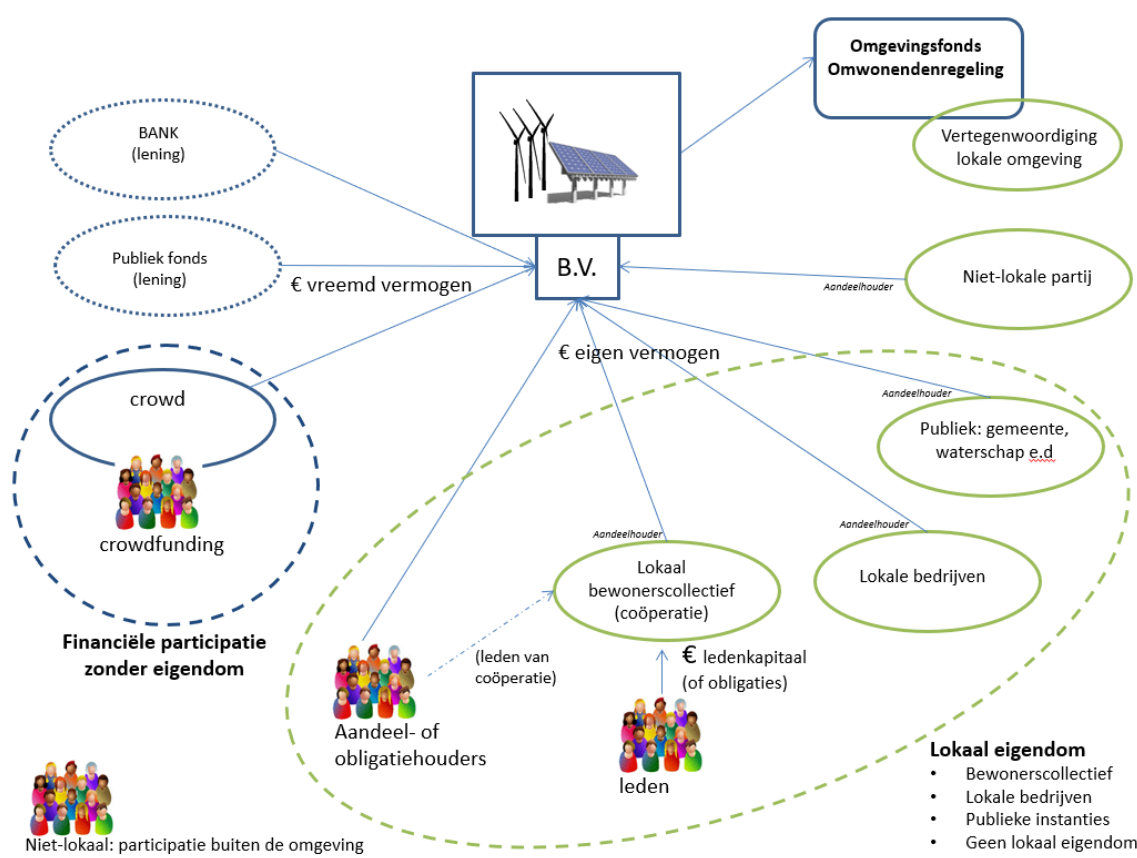 Omgevingsfonds
Omwonendenregeling
Vertegenwoordiging
lokale omgeving
BANK
(lening)
Publiek fonds
(lening)
€ vreemd vermogen
B.V.
Aandeelhouder
Niet-lokale partij
€ eigen vermogen
crowd
crowdfunding
Financiële participatie
zonder eigendom
Aandeelhouder
Publiek: gemeente,
waterschap e.d
Aandeelhouder
Lokale bedrijven
Aandeelhouder
Lokaal
bewonerscollectief
(coöperatie)
(leden van
coöperatie)
€ ledenkapitaal
(of obligaties)
Aandeel- of
obligatiehouders
leden
Niet-lokaal: participatie buiten de omgeving
Lokaal eigendom
• Bewonerscollectief
• Lokale bedrijven
• Publieke instanties
• Geen lokaal eigendom